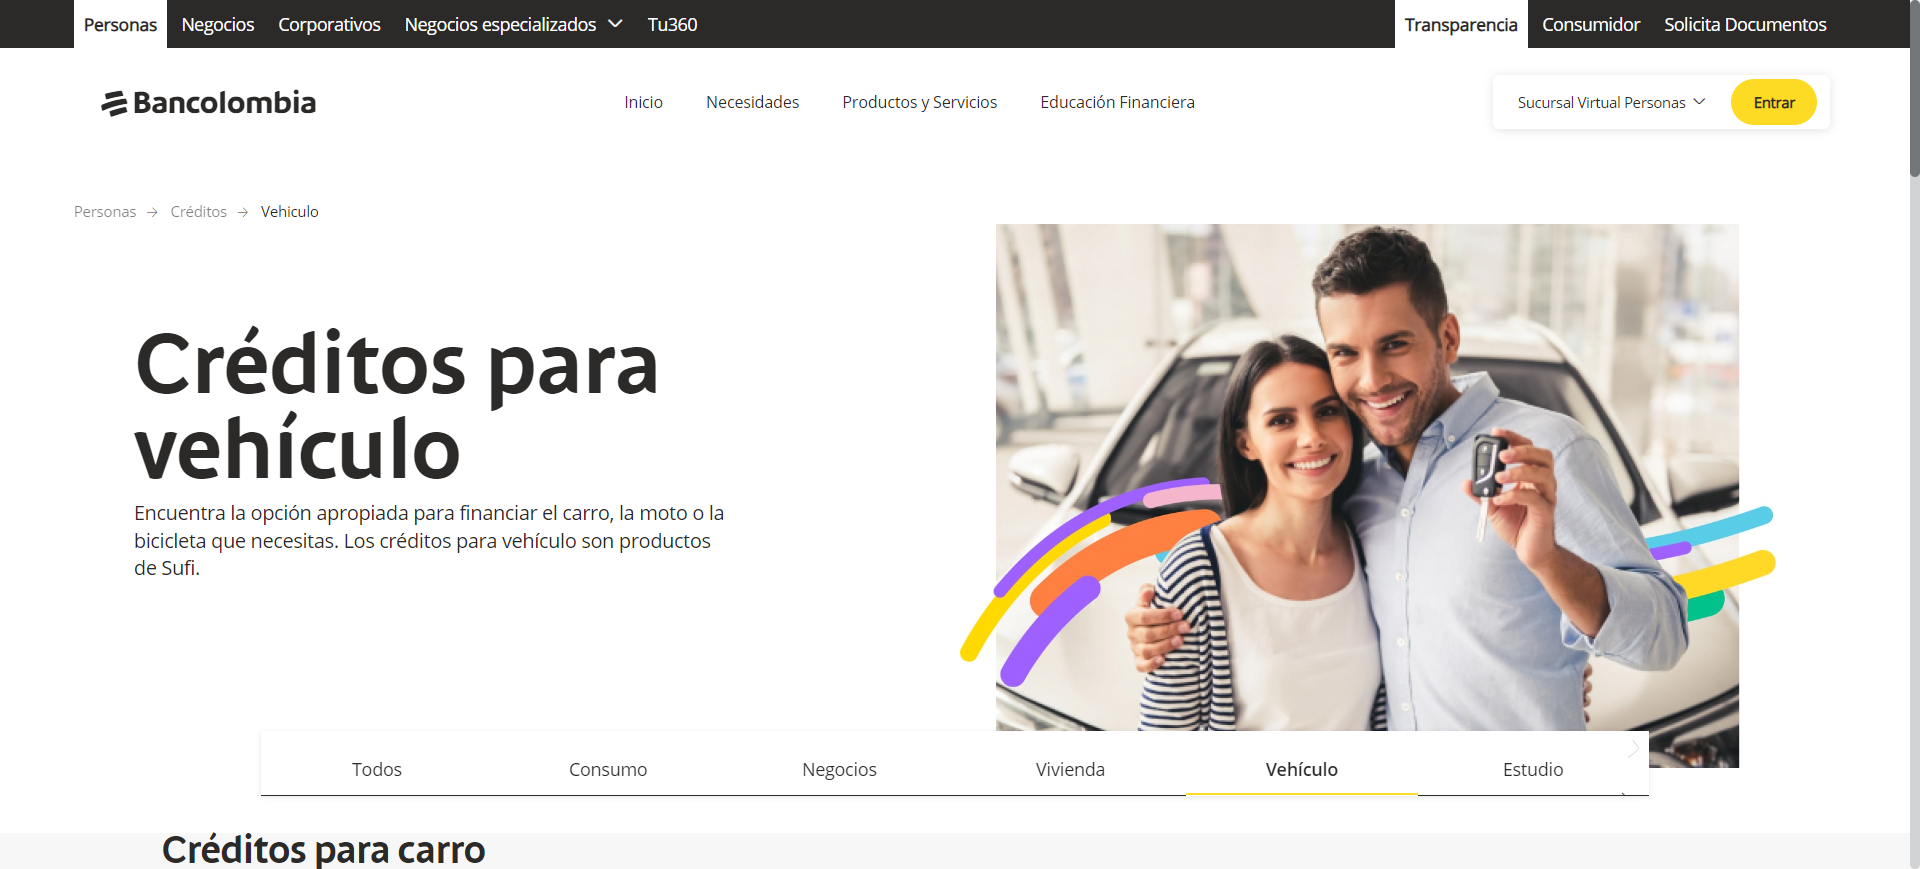 Personas Negocios Corporativos Negocios especializados Tu360 Transparencia Consumidor Solicita Documentos
Bancolombia Inicio Necesidades Productos y Servicios Educación Financiera Sucursal Virtual Personas Entrar
Personas → Créditos → Vehiculo
Créditos para
vehículo
Encuentra la opción apropiada para financiar el carro, la moto o la
bicicleta que necesitas. Los créditos para vehículo son productos
de Sufi.
Todos Consumo Negocios Vivienda Vehículo Estudio
Créditos para carro